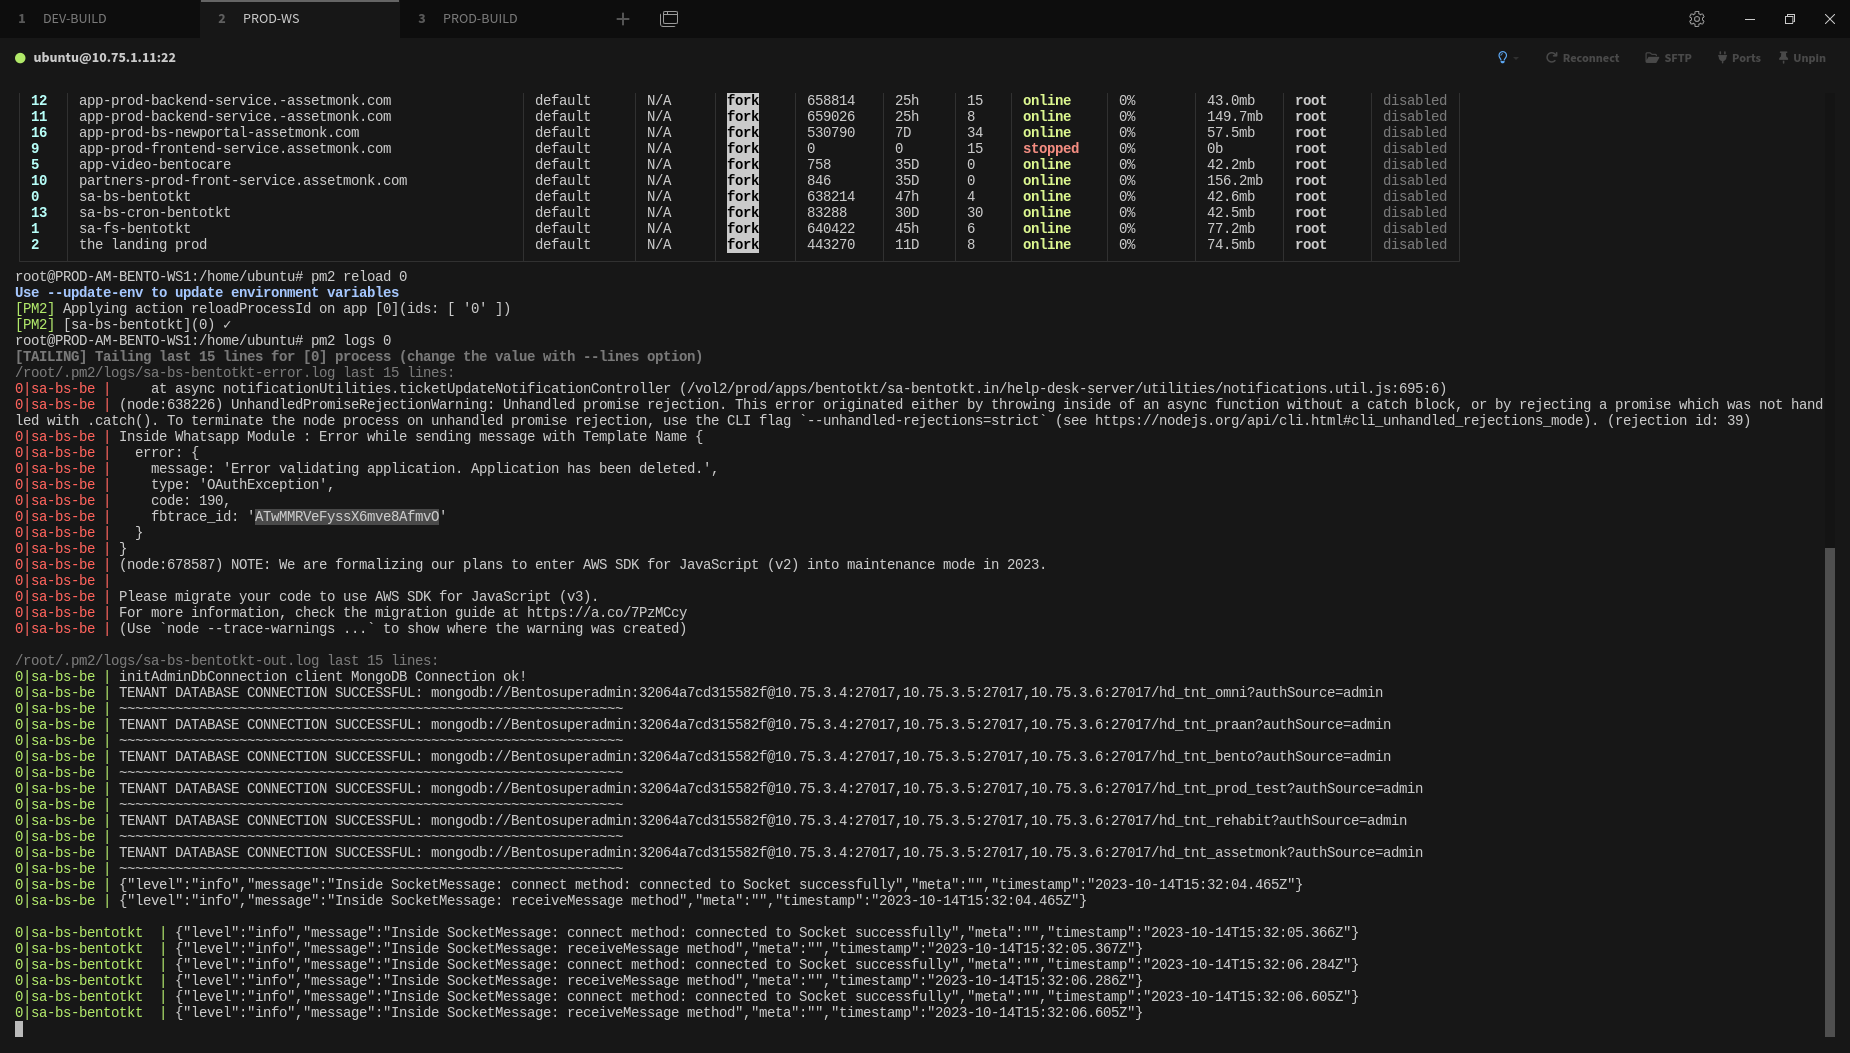 1 DEV-BUILD 2 PROD-WS 3 PROD-BUILD
ubuntu@10.75.1.11:22 Reconnect SFTP Ports Unpin
12 app-prod-backend-service.-assetmonk.com default N/A fork 658814 25h 15 online 0% 43.0mb root disabled
11 app-prod-backend-service.-assetmonk.com default N/A fork 659026 25h 8 online 0% 149.7mb root disabled
16 app-prod-bs-newportal-assetmonk.com default N/A fork 530790 7D 34 online 0% 57.5mb root disabled
9 app-prod-frontend-service.assetmonk.com default N/A fork 0 0 15 stopped 0% 0b root disabled
5 app-video-bentocare default N/A fork 758 35D 0 online 0% 42.2mb root disabled
10 partners-prod-front-service.assetmonk.com default N/A fork 846 35D 0 online 0% 156.2mb root disabled
0 sa-bs-bentotkt default N/A fork 638214 47h 4 online 0% 42.6mb root disabled
13 sa-bs-cron-bentotkt default N/A fork 83288 30D 30 online 0% 42.5mb root disabled
1 sa-fs-bentotkt default N/A fork 640422 45h 6 online 0% 77.2mb root disabled
2 the landing prod default N/A fork 443270 11D 8 online 0% 74.5mb root disabled
root@PROD-AM-BENTO-WS1:/home/ubuntu# pm2 reload 0
Use --update-env to update environment variables
[PM2] Applying action reloadProcessId on app [0](ids: [ '0' ])
[PM2] [sa-bs-bentotkt](0) ✓
root@PROD-AM-BENTO-WS1:/home/ubuntu# pm2 logs 0
[TAILING] Tailing last 15 lines for [0] process (change the value with --lines option)
/root/.pm2/logs/sa-bs-bentotkt-error.log last 15 lines:
0|sa-bs-be |     at async notificationUtilities.ticketUpdateNotificationController (/vol2/prod/apps/bentotkt/sa-bentotkt.in/help-desk-server/utilities/notifications.util.js:695:6)
0|sa-bs-be | (node:638226) UnhandledPromiseRejectionWarning: Unhandled promise rejection. This error originated either by throwing inside of an async function without a catch block, or by rejecting a promise which was not hand
led with .catch(). To terminate the node process on unhandled promise rejection, use the CLI flag `--unhandled-rejections=strict` (see https://nodejs.org/api/cli.html#cli_unhandled_rejections_mode). (rejection id: 39)
0|sa-bs-be | Inside Whatsapp Module : Error while sending message with Template Name {
0|sa-bs-be |   error: {
0|sa-bs-be |     message: 'Error validating application. Application has been deleted.',
0|sa-bs-be |     type: 'OAuthException',
0|sa-bs-be |     code: 190,
0|sa-bs-be |     fbtrace_id: 'ATwMMRVeFyssX6mve8AfmvO'
0|sa-bs-be |   }
0|sa-bs-be | }
0|sa-bs-be | (node:678587) NOTE: We are formalizing our plans to enter AWS SDK for JavaScript (v2) into maintenance mode in 2023.
0|sa-bs-be |
0|sa-bs-be | Please migrate your code to use AWS SDK for JavaScript (v3).
0|sa-bs-be | For more information, check the migration guide at https://a.co/7PzMCcy
0|sa-bs-be | (Use `node --trace-warnings ...` to show where the warning was created)
/root/.pm2/logs/sa-bs-bentotkt-out.log last 15 lines:
0|sa-bs-be | initAdminDbConnection client MongoDB Connection ok!
0|sa-bs-be | TENANT DATABASE CONNECTION SUCCESSFUL: mongodb://Bentosuperadmin:32064a7cd315582f@10.75.3.4:27017,10.75.3.5:27017,10.75.3.6:27017/hd_tnt_omni?authSource=admin
0|sa-bs-be | ~~~~~~~~~~~~~~~~~~~~~~~~~~~~~~~~~~~~~~~~~~~~~~~~~~~~~~~~~~~~~~~
0|sa-bs-be | TENANT DATABASE CONNECTION SUCCESSFUL: mongodb://Bentosuperadmin:32064a7cd315582f@10.75.3.4:27017,10.75.3.5:27017,10.75.3.6:27017/hd_tnt_praan?authSource=admin
0|sa-bs-be | ~~~~~~~~~~~~~~~~~~~~~~~~~~~~~~~~~~~~~~~~~~~~~~~~~~~~~~~~~~~~~~~
0|sa-bs-be | TENANT DATABASE CONNECTION SUCCESSFUL: mongodb://Bentosuperadmin:32064a7cd315582f@10.75.3.4:27017,10.75.3.5:27017,10.75.3.6:27017/hd_tnt_bento?authSource=admin
0|sa-bs-be | ~~~~~~~~~~~~~~~~~~~~~~~~~~~~~~~~~~~~~~~~~~~~~~~~~~~~~~~~~~~~~~~
0|sa-bs-be | TENANT DATABASE CONNECTION SUCCESSFUL: mongodb://Bentosuperadmin:32064a7cd315582f@10.75.3.4:27017,10.75.3.5:27017,10.75.3.6:27017/hd_tnt_prod_test?authSource=admin
0|sa-bs-be | ~~~~~~~~~~~~~~~~~~~~~~~~~~~~~~~~~~~~~~~~~~~~~~~~~~~~~~~~~~~~~~~
0|sa-bs-be | TENANT DATABASE CONNECTION SUCCESSFUL: mongodb://Bentosuperadmin:32064a7cd315582f@10.75.3.4:27017,10.75.3.5:27017,10.75.3.6:27017/hd_tnt_rehabit?authSource=admin
0|sa-bs-be | ~~~~~~~~~~~~~~~~~~~~~~~~~~~~~~~~~~~~~~~~~~~~~~~~~~~~~~~~~~~~~~~
0|sa-bs-be | TENANT DATABASE CONNECTION SUCCESSFUL: mongodb://Bentosuperadmin:32064a7cd315582f@10.75.3.4:27017,10.75.3.5:27017,10.75.3.6:27017/hd_tnt_assetmonk?authSource=admin
0|sa-bs-be | ~~~~~~~~~~~~~~~~~~~~~~~~~~~~~~~~~~~~~~~~~~~~~~~~~~~~~~~~~~~~~~~
0|sa-bs-be | {"level":"info","message":"Inside SocketMessage: connect method: connected to Socket successfully","meta":"","timestamp":"2023-10-14T15:32:04.465Z"}
0|sa-bs-be | {"level":"info","message":"Inside SocketMessage: receiveMessage method","meta":"","timestamp":"2023-10-14T15:32:04.465Z"}
0|sa-bs-bentotkt  | {"level":"info","message":"Inside SocketMessage: connect method: connected to Socket successfully","meta":"","timestamp":"2023-10-14T15:32:05.366Z"}
0|sa-bs-bentotkt  | {"level":"info","message":"Inside SocketMessage: receiveMessage method","meta":"","timestamp":"2023-10-14T15:32:05.367Z"}
0|sa-bs-bentotkt  | {"level":"info","message":"Inside SocketMessage: connect method: connected to Socket successfully","meta":"","timestamp":"2023-10-14T15:32:06.284Z"}
0|sa-bs-bentotkt  | {"level":"info","message":"Inside SocketMessage: receiveMessage method","meta":"","timestamp":"2023-10-14T15:32:06.286Z"}
0|sa-bs-bentotkt  | {"level":"info","message":"Inside SocketMessage: connect method: connected to Socket successfully","meta":"","timestamp":"2023-10-14T15:32:06.605Z"}
0|sa-bs-bentotkt  | {"level":"info","message":"Inside SocketMessage: receiveMessage method","meta":"","timestamp":"2023-10-14T15:32:06.605Z"}